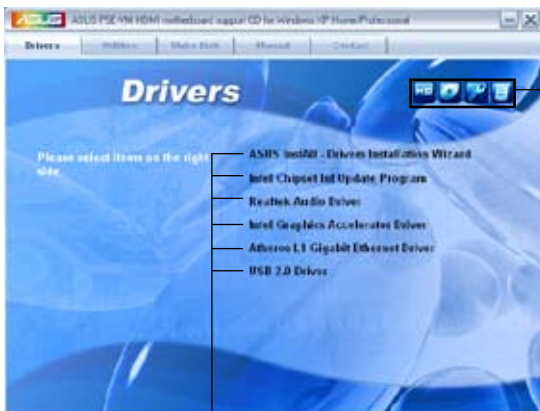 ASUS
ASUS P5E-VM HDMI motherboard support CD for Windows XP Home/Professional
Drivers
Utilities
Make Disk
Manual
Contact
Drivers
Please select items on the right side
ASUS InstAll - Drivers Installation Wizard
Intel Chipset Inf Update Program
Realtek Audio Driver
Intel Graphics Accelerator Driver
Atheros L1 Gigabit Ethernet Driver
USB 2.0 Driver